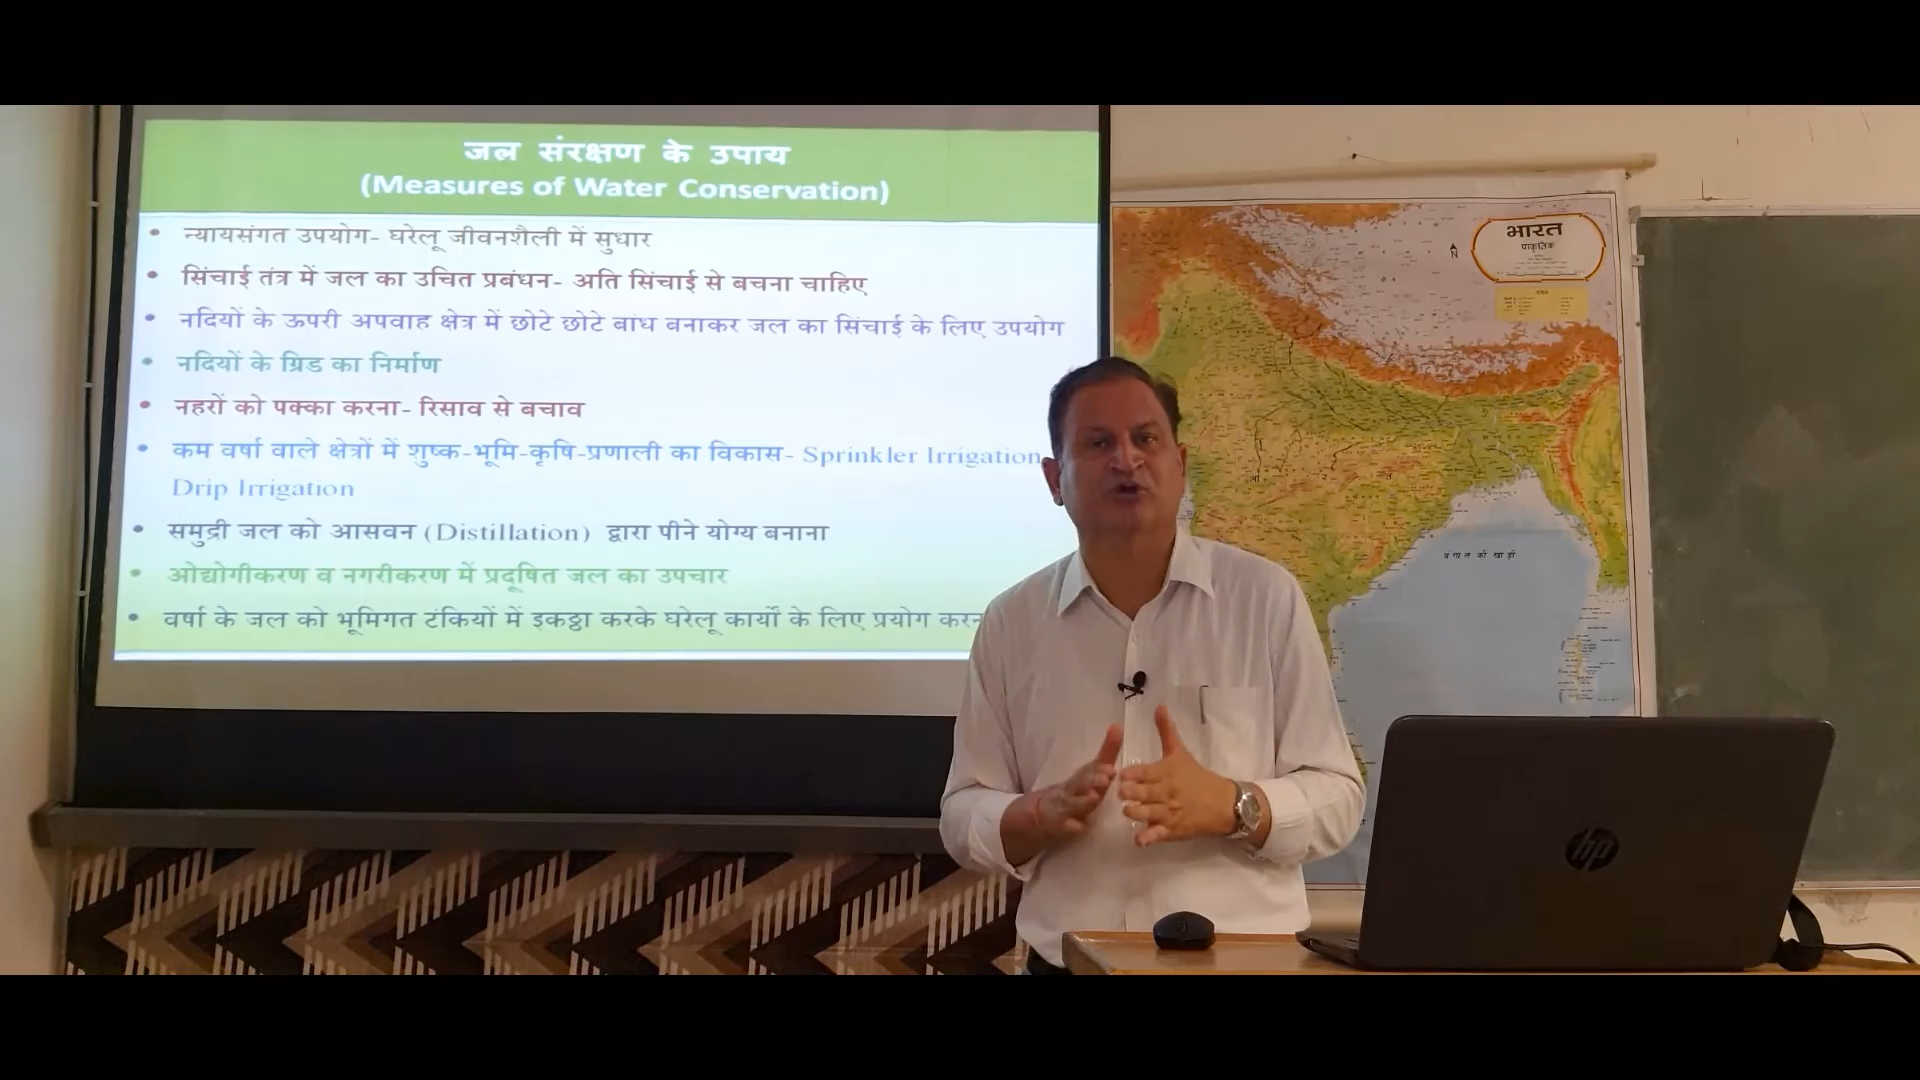 जल संरक्षण के उपाय
(Measures of Water Conservation)
• न्यायसंगत उपयोग- घरेलू जीवनशैली में सुधार
• सिंचाई तंत्र में जल का उचित प्रबंधन- अति सिंचाई से बचना चाहिए
• नदियों के ऊपरी अपवाह क्षेत्र में छोटे छोटे बांध बनाकर जल का सिंचाई के लिए उपयोग
• नदियों के ग्रिड का निर्माण
• नहरों को पक्का करना- रिसाव से बचाव
• कम वर्षा वाले क्षेत्रों में शुष्क-भूमि-कृषि-प्रणाली का विकास- Sprinkler Irrigation
Drip Irrigation
• समुद्री जल को आसवन (Distillation) द्वारा पीने योग्य बनाना
• ओद्योगीकरण व नगरीकरण में प्रदूषित जल का उपचार
• वर्षा के जल को भूमिगत टंकियों में इकठ्ठा करके घरेलू कार्यों के लिए प्रयोग
भारत
प्राकृतिक
N
बंगाल की खाड़ी
hp